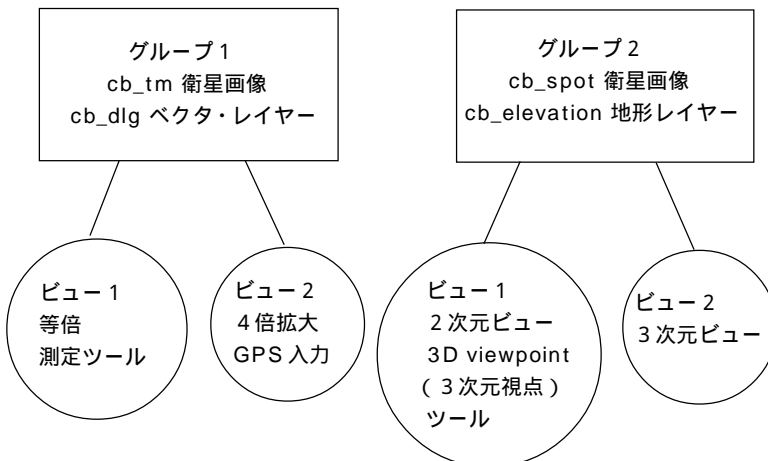 グループ 1
cb_tm 衛星画像
cb_dlg ベクタ・レイヤー
グループ 2
cb_spot 衛星画像
cb_elevation 地形レイヤー
ビュー 1
等倍
測定ツール
ビュー 2
４倍拡大
GPS 入力
ビュー 1
２次元ビュー
3D viewpoint
（３次元視点）
ツール
ビュー 2
３次元ビュー